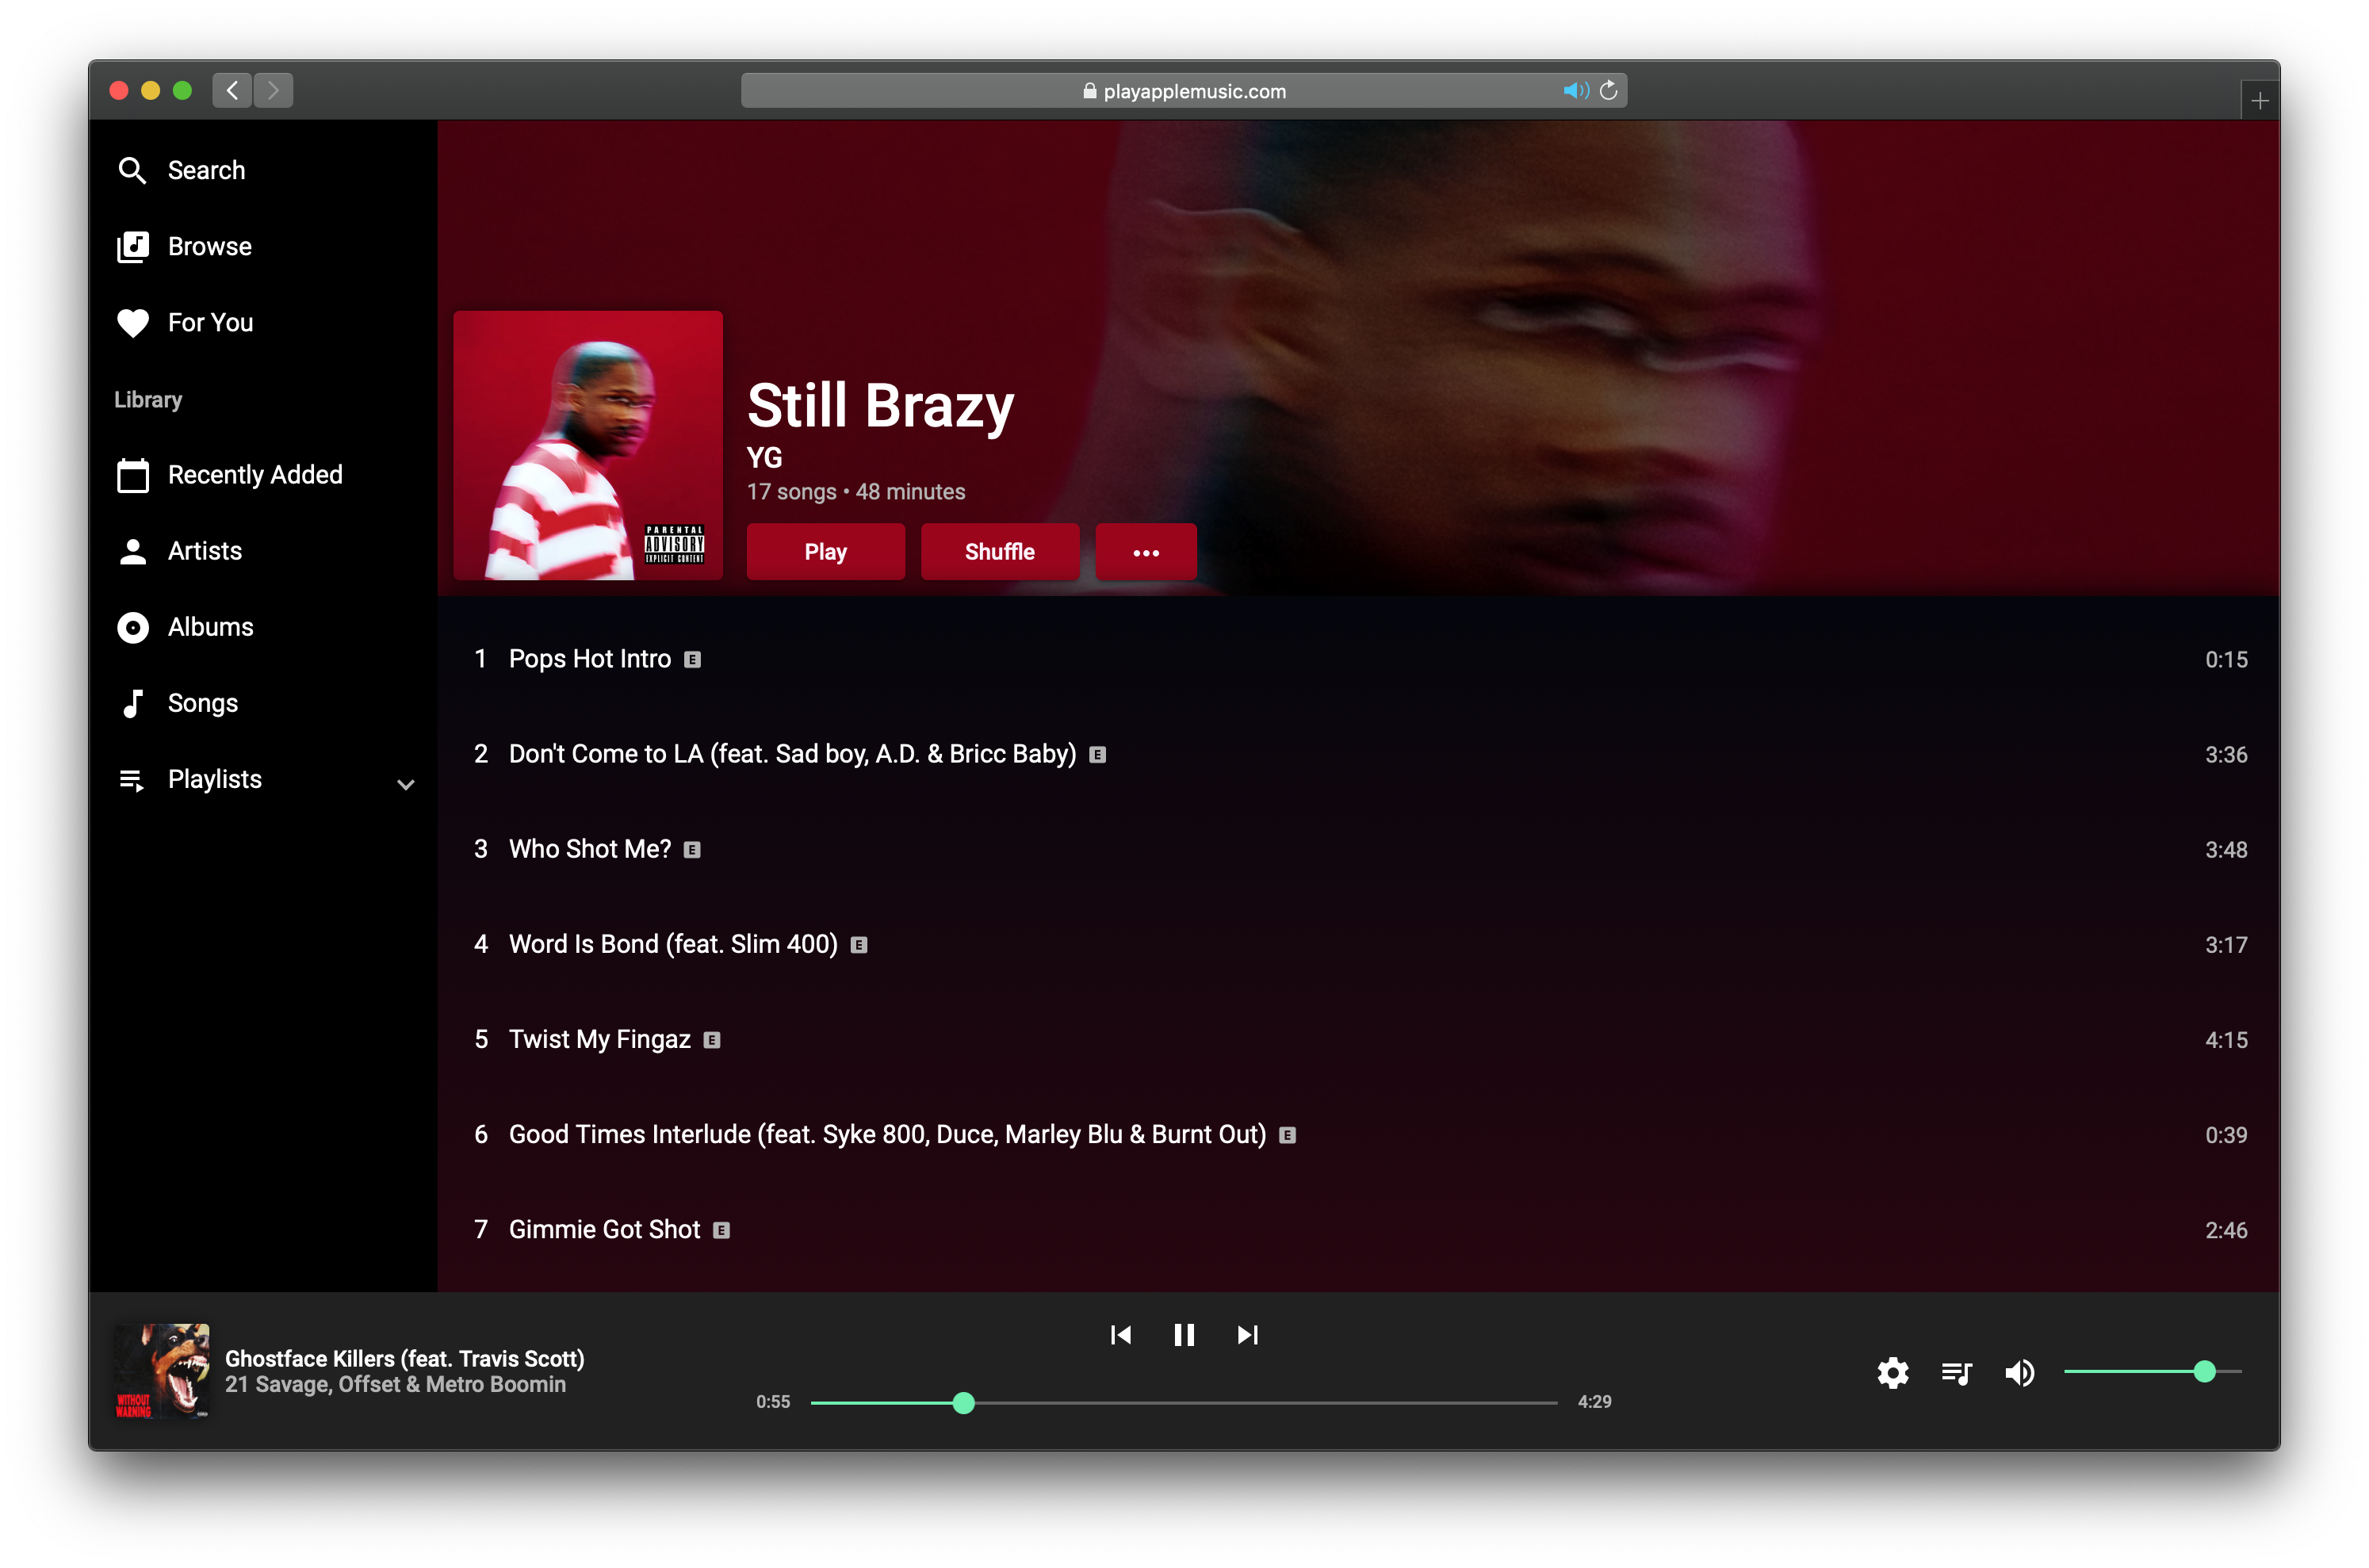 playapplemusic.com
Search
Browse
For You
Library
Recently Added
Artists
Albums
Songs
Playlists
PARENTAL
ADVISORY
EXPLICIT CONTENT
Still Brazy
YG
17 songs • 48 minutes
Play
Shuffle
1 Pops Hot Intro E 0:15
2 Don't Come to LA (feat. Sad boy, A.D. & Bricc Baby) E 3:36
3 Who Shot Me? E 3:48
4 Word Is Bond (feat. Slim 400) E 3:17
5 Twist My Fingaz E 4:15
6 Good Times Interlude (feat. Syke 800, Duce, Marley Blu & Burnt Out) E 0:39
7 Gimmie Got Shot E 2:46
WITHOUT
WARNING
Ghostface Killers (feat. Travis Scott)
21 Savage, Offset & Metro Boomin
0:55
4:29